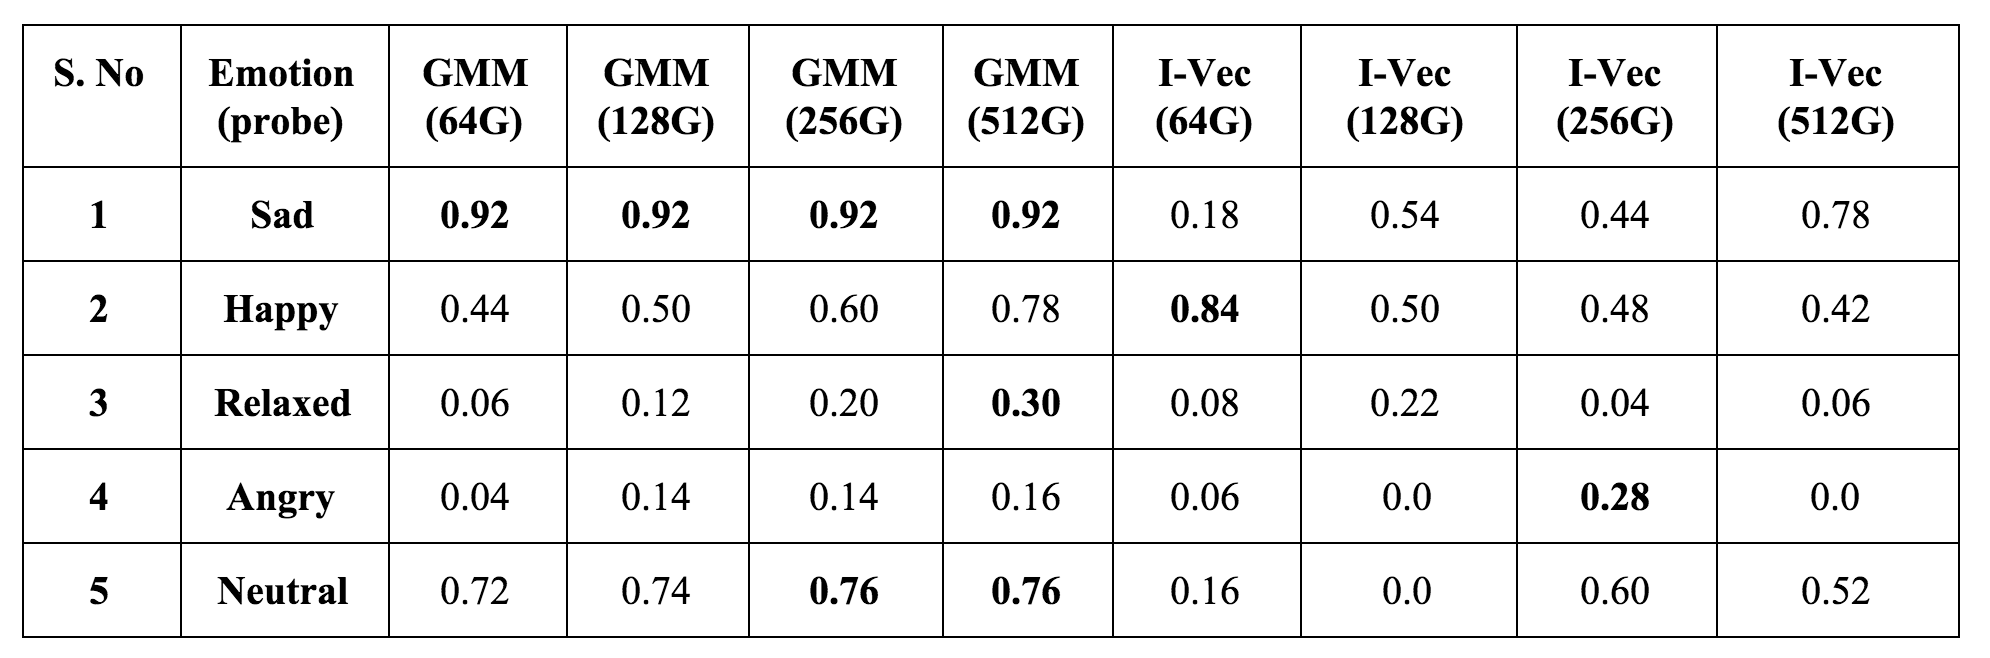 S. No Emotion (probe) GMM (64G) GMM (128G) GMM (256G) GMM (512G) I-Vec (64G) I-Vec (128G) I-Vec (256G) I-Vec (512G)
1 Sad 0.92 0.92 0.92 0.92 0.18 0.54 0.44 0.78
2 Happy 0.44 0.50 0.60 0.78 0.84 0.50 0.48 0.42
3 Relaxed 0.06 0.12 0.20 0.30 0.08 0.22 0.04 0.06
4 Angry 0.04 0.14 0.14 0.16 0.06 0.0 0.28 0.0
5 Neutral 0.72 0.74 0.76 0.76 0.16 0.0 0.60 0.52